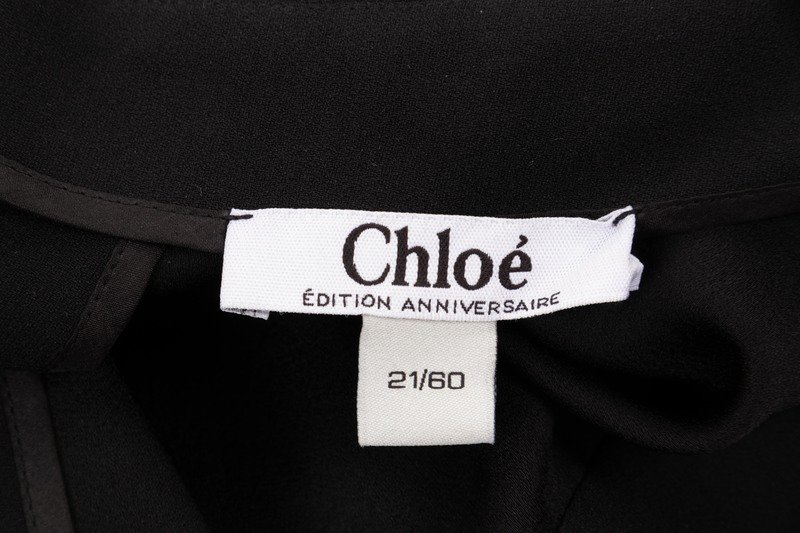 Chloé
ÉDITION ANNIVERSAIRE
21/60